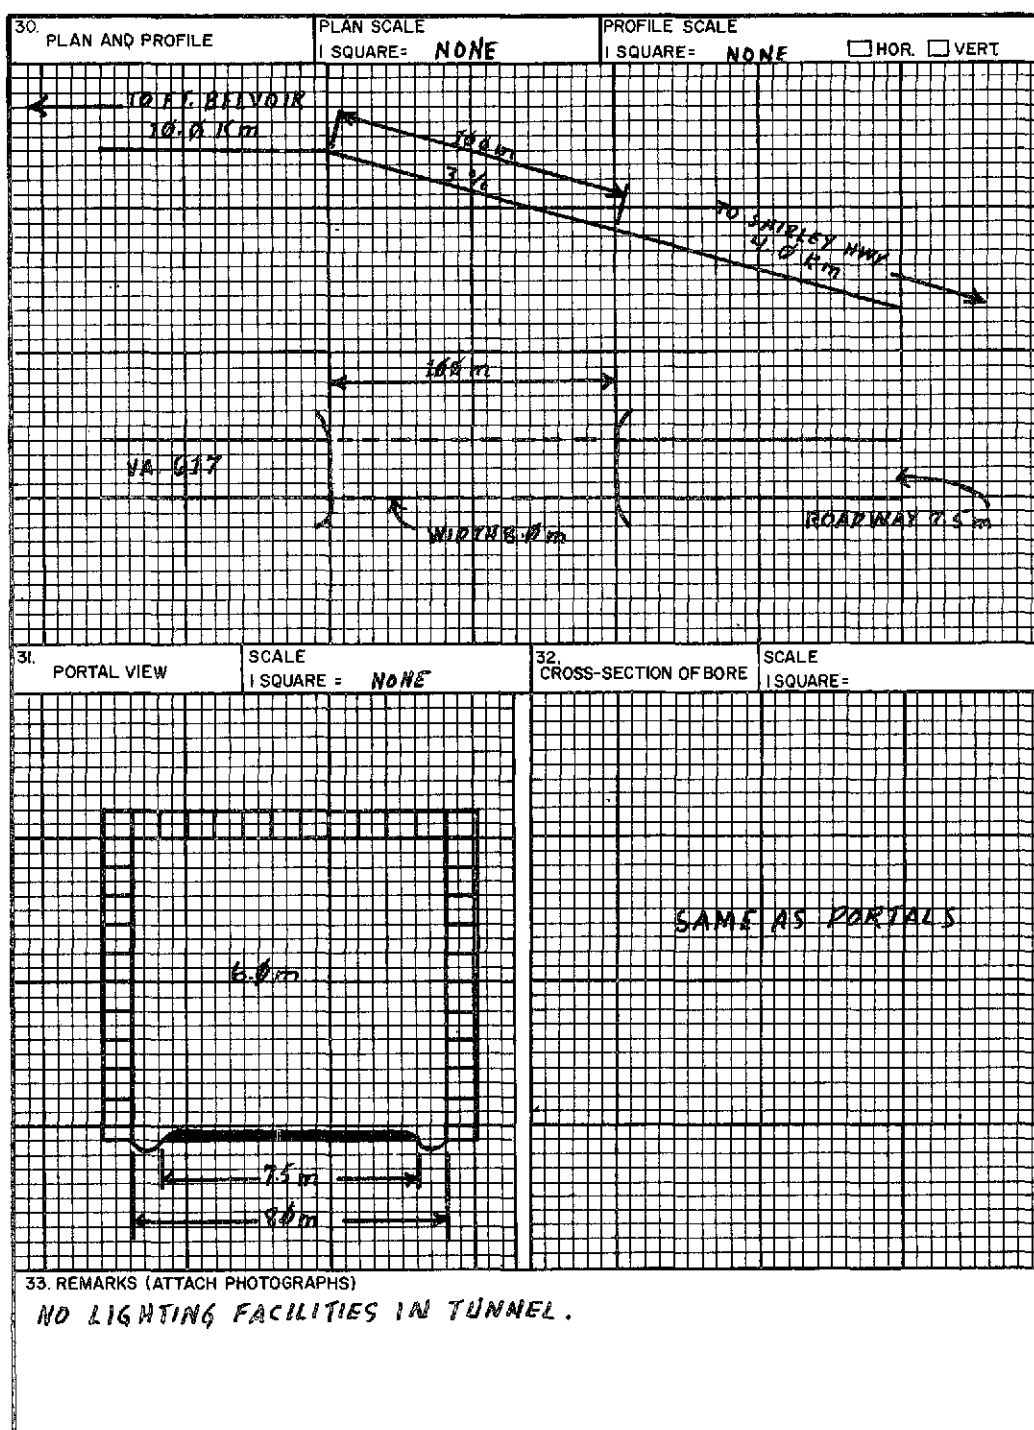 30. PLAN AND PROFILE
PLAN SCALE
1 SQUARE= NONE
PROFILE SCALE
1 SQUARE= NONE ☐ HOR. ☐ VERT.
TO FT. BELVOIR
10.0 Km
100 m
3 %
TO SHIRLEY HWY
4.0 Km
100 m
VA 617
WIDTH 8.0 m
ROADWAY 7.5 m
31. PORTAL VIEW
SCALE
1 SQUARE = NONE
32. CROSS-SECTION OF BORE
SCALE
1 SQUARE=
6.0 m
SAME AS PORTALS
7.5 m
8.0 m
33. REMARKS (ATTACH PHOTOGRAPHS)
NO LIGHTING FACILITIES IN TUNNEL.